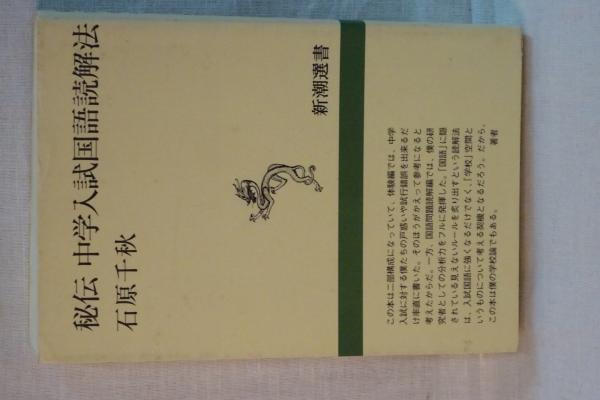 秘伝 中学入試国語読解法
石原千秋
新潮選書
この本は二部構成になっていて、体験編では、中学
入試に対する僕たちの戸惑いや試行錯誤を出来るだ
け率直に書いた。そのほうがかえって参考になると
考えたからだ。一方、国語問題読解編では、僕の研
究者としての分析力をフルに発揮した。「国語」に隠
されている見えないルールを炙り出すという読解法
は、入試国語に強くなるだけでなく、「学校」空間と
いうものについて考える契機となるだろう。だから、
この本は僕の学校論でもある。 著者